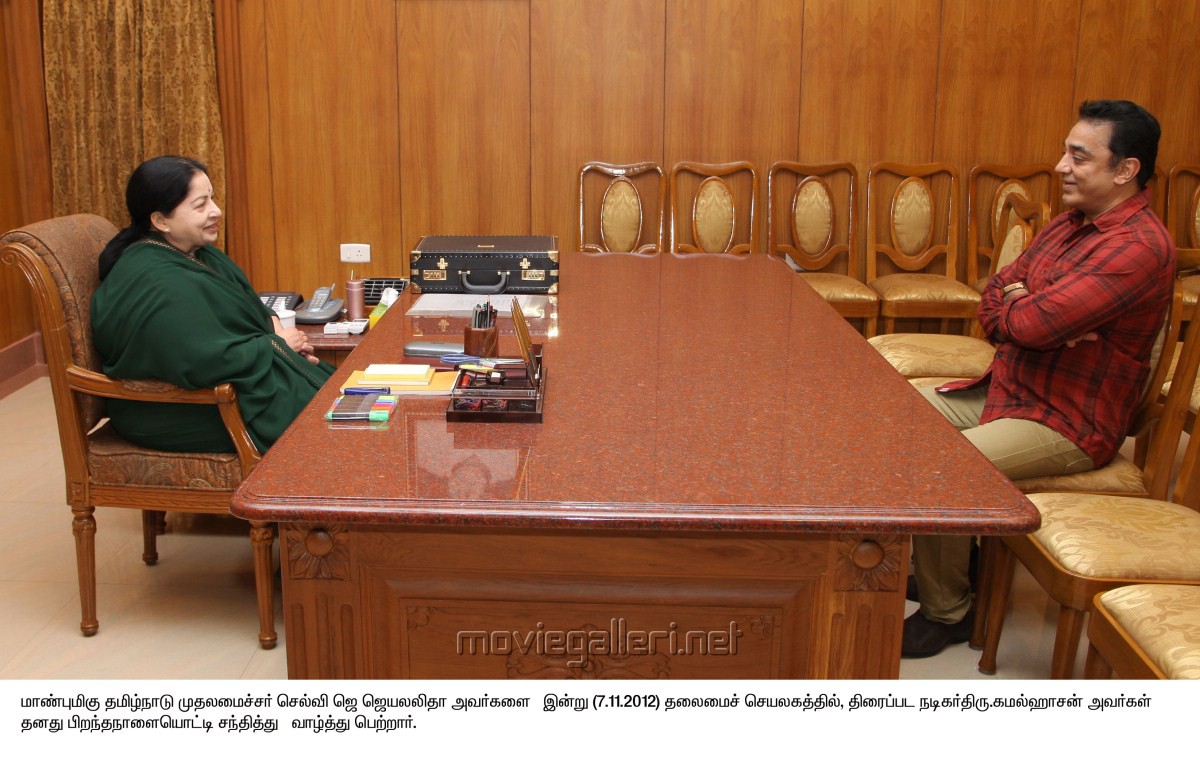 moviegalleri.net
மாண்புமிகு தமிழ்நாடு முதலமைச்சர் செல்வி ஜெ ஜெயலலிதா அவர்களை இன்று (7.11.2012) தலைமைச் செயலகத்தில், திரைப்பட நடிகர்திரு.கமல்ஹாசன் அவர்கள்
தனது பிறந்தநாளையொட்டி சந்தித்து வாழ்த்து பெற்றார்.